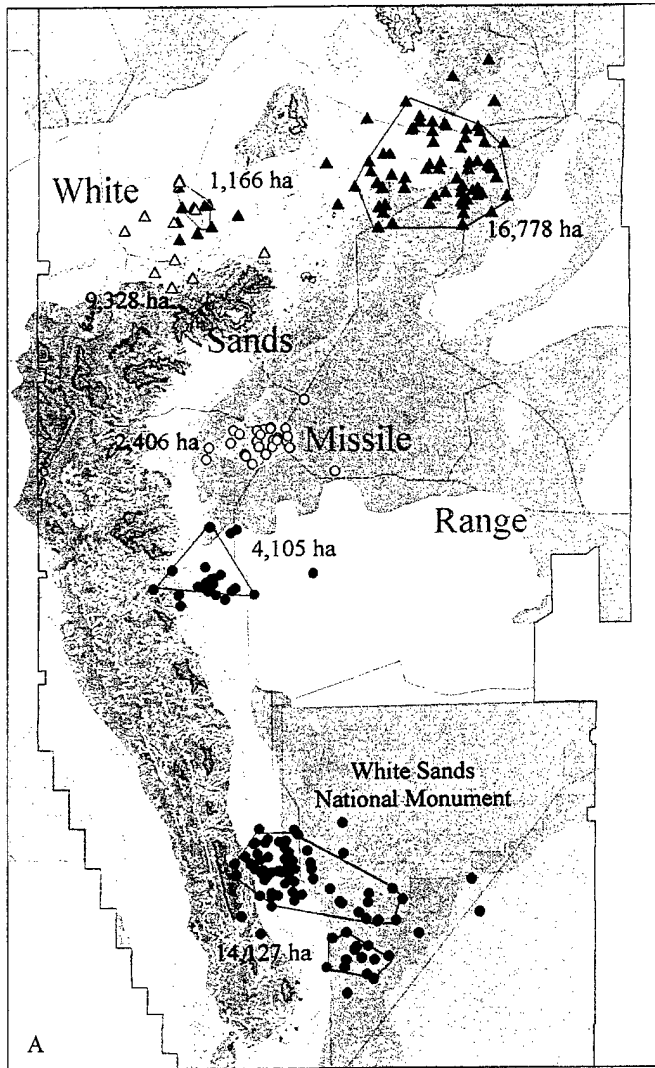 1,166 ha
White
16,778 ha
9,328 ha
Sands
2,406 ha
Missile
Range
4,105 ha
White Sands
National Monument
14,127 ha
A